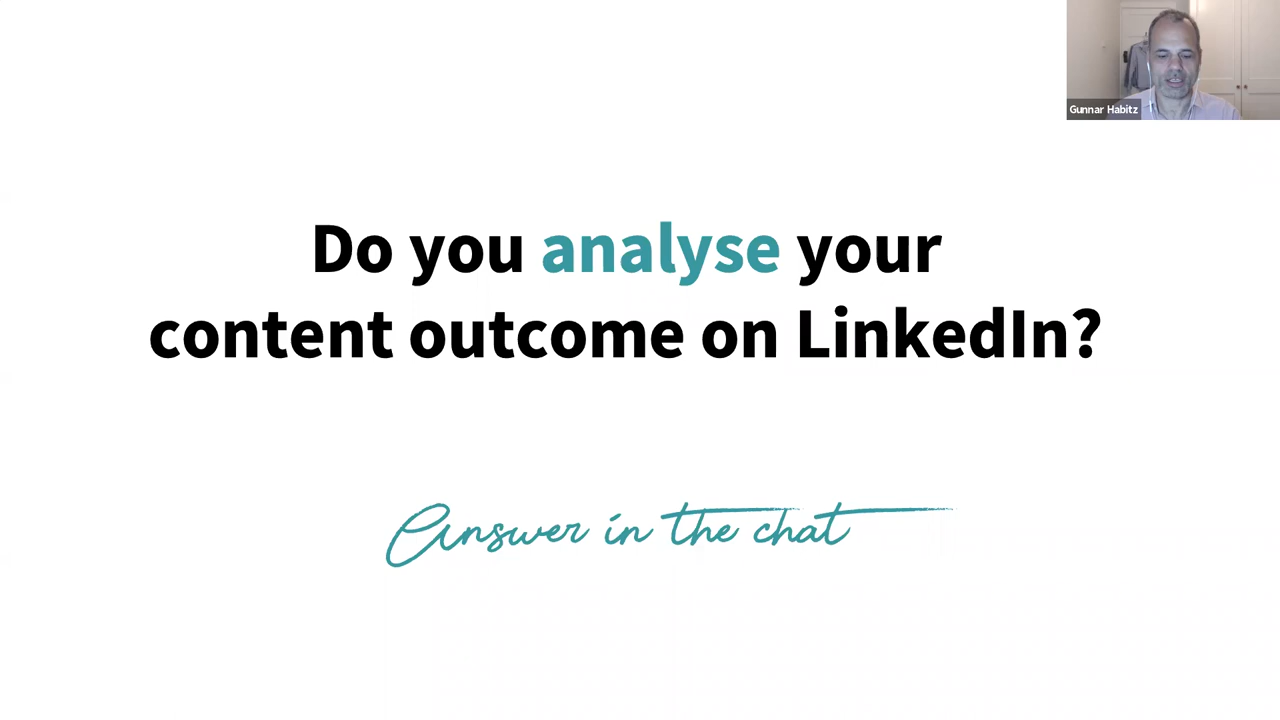 Gunnar Habitz
Do you analyse your
content outcome on LinkedIn?
Answer in the chat